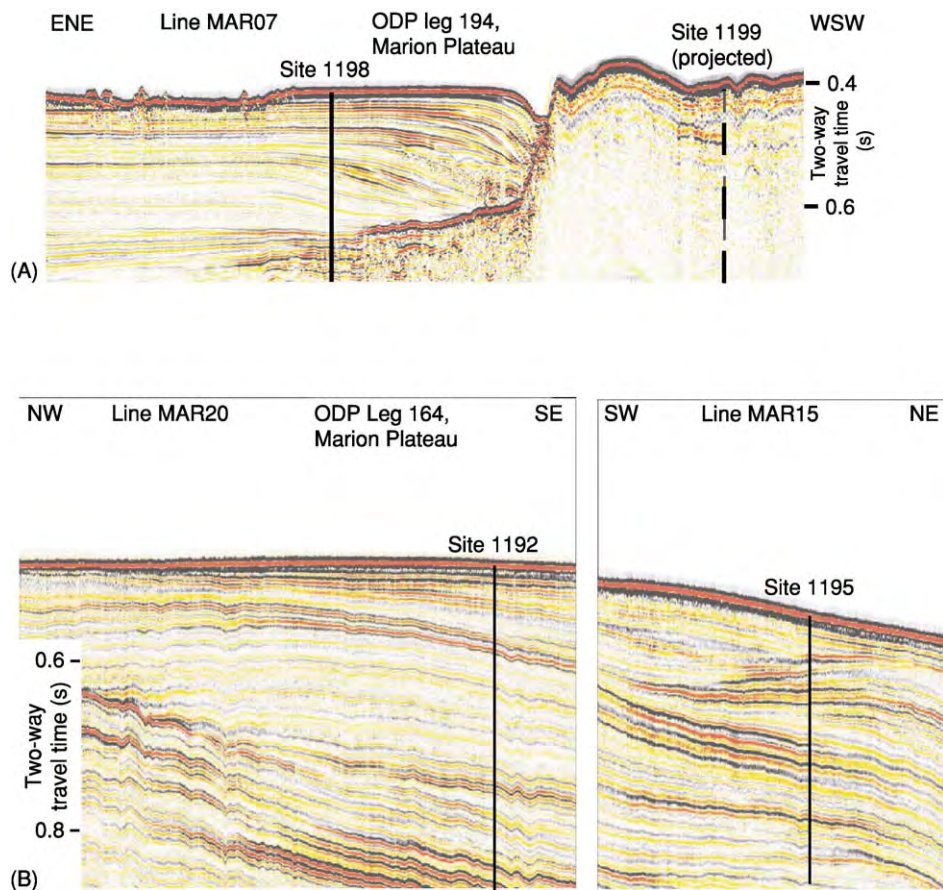 ENE Line MAR07 ODP leg 194, Marion Plateau Site 1199 (projected) WSW
Site 1198
0.4
Two-way travel time (s)
0.6
(A)
NW Line MAR20 ODP Leg 164, Marion Plateau SE
SW Line MAR15 NE
Site 1192
Site 1195
0.6
Two-way travel time (s)
0.8
(B)